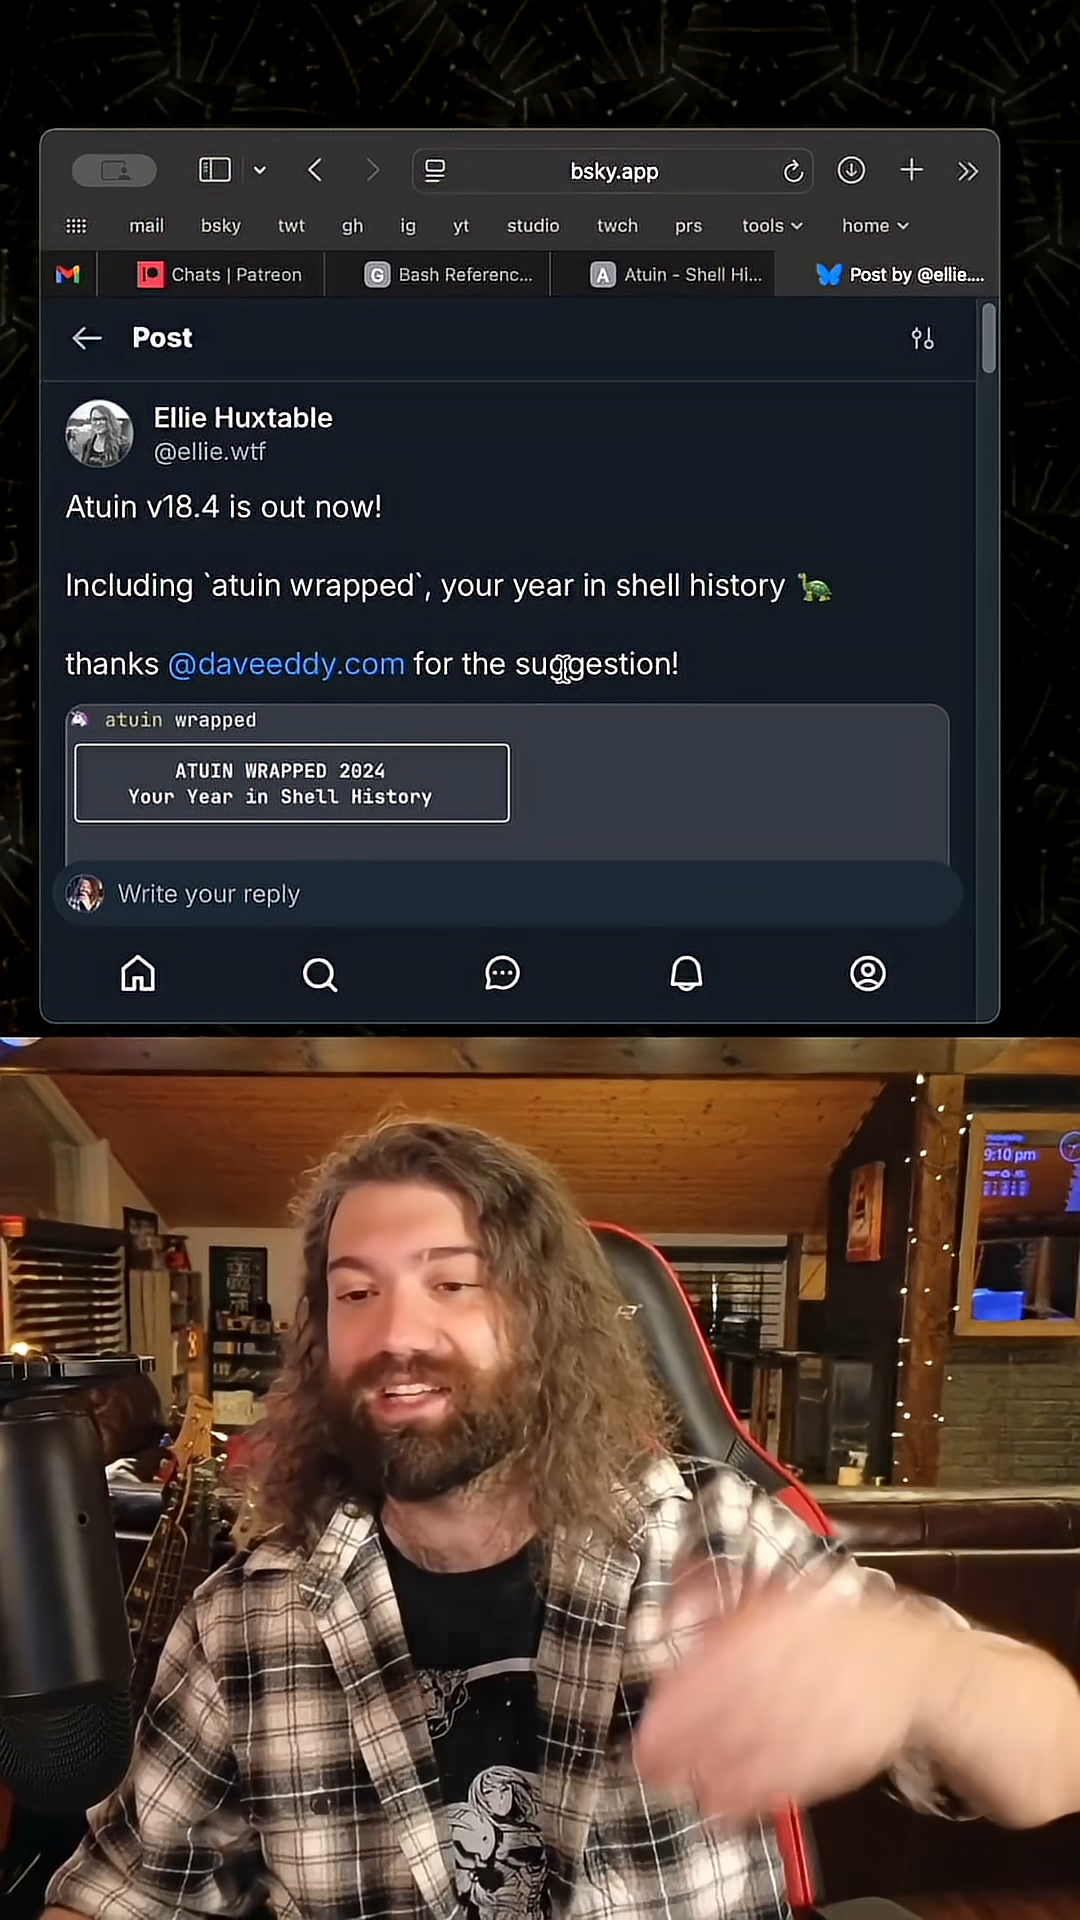 bsky.app
mail bsky twt gh ig yt studio twch prs tools home
Chats | Patreon
G Bash Referenc...
A Atuin - Shell Hi...
Post by @ellie....
Post
Ellie Huxtable
@ellie.wtf
Atuin v18.4 is out now!
Including `atuin wrapped`, your year in shell history
thanks @daveeddy.com for the suggestion!
atuin wrapped
ATUIN WRAPPED 2024
Your Year in Shell History
Write your reply
9:10 pm